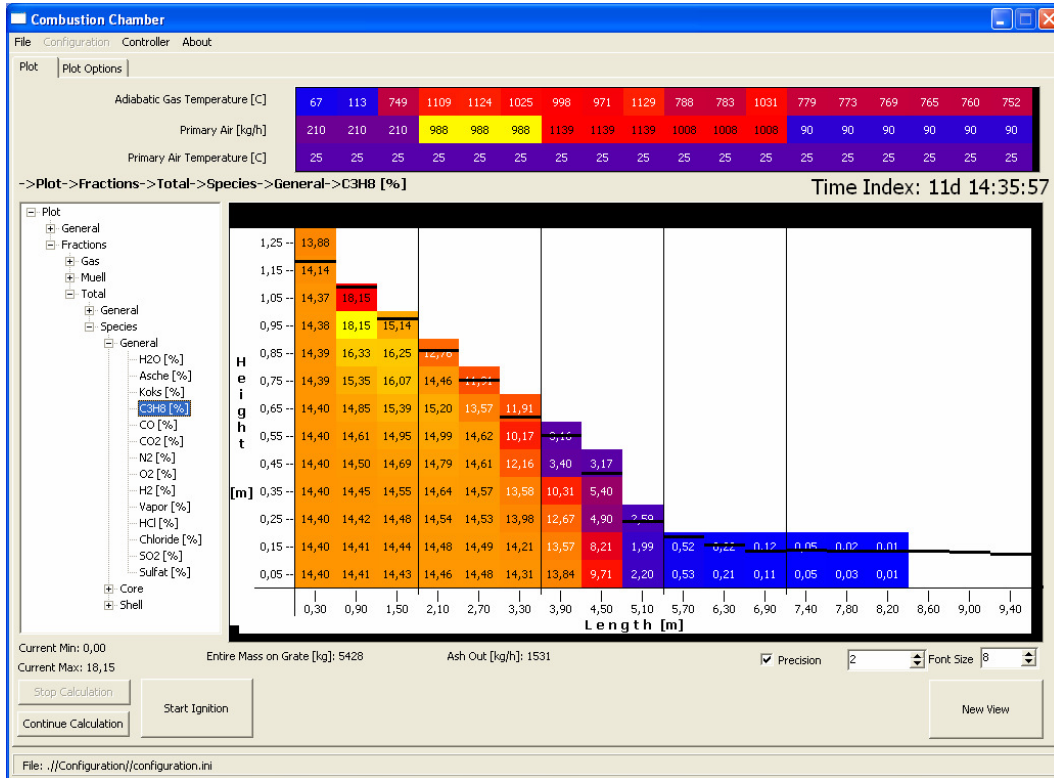 Combustion Chamber
File Configuration Controller About
Plot Plot Options
Adiabatic Gas Temperature [C] 67 113 749 1109 1124 1025 998 971 1129 788 783 1031 779 773 769 765 760 752
Primary Air [kg/h] 210 210 210 988 988 988 1139 1139 1139 1008 1008 1008 90 90 90 90 90 90
Primary Air Temperature [C] 25 25 25 25 25 25 25 25 25 25 25 25 25 25 25 25 25 25
->Plot->Fractions->Total->Species->General->C3H8 [%]
Time Index: 11d 14:35:57
Plot
General
Fractions
Gas
Muell
Total
General
Species
General
H2O [%]
Asche [%]
Koks [%]
C3H8 [%]
CO [%]
CO2 [%]
N2 [%]
O2 [%]
H2 [%]
Vapor [%]
HCl [%]
Chloride [%]
SO2 [%]
Sulfat [%]
Core
Shell
Height [m]
1,25 -- 13,88
1,15 -- 14,14
1,05 -- 14,37 18,15
0,95 -- 14,38 18,15 15,14
0,85 -- 14,39 16,33 16,25 12,76
0,75 -- 14,39 15,35 16,07 14,46
0,65 -- 14,40 14,85 15,39 15,20 13,57 11,91
0,55 -- 14,40 14,61 14,95 14,99 14,62 10,17
0,45 -- 14,40 14,50 14,69 14,79 14,61 12,16 3,40 3,17
0,35 -- 14,40 14,45 14,55 14,64 14,57 13,58 10,31 5,40
0,25 -- 14,40 14,42 14,48 14,54 14,53 13,98 12,67 4,90 2,59
0,15 -- 14,40 14,41 14,44 14,48 14,49 14,21 13,57 8,21 1,99 0,52 0,22 0,12 0,05 0,02 0,01
0,05 -- 14,40 14,41 14,43 14,46 14,48 14,31 13,84 9,71 2,20 0,53 0,21 0,11 0,05 0,03 0,01
0,30 0,90 1,50 2,10 2,70 3,30 3,90 4,50 5,10 5,70 6,30 6,90 7,40 7,80 8,20 8,60 9,00 9,40
Length [m]
Current Min: 0,00
Current Max: 18,15
Entire Mass on Grate [kg]: 5428
Ash Out [kg/h]: 1531
Precision 2 Font Size 8
Stop Calculation
Continue Calculation
Start Ignition
New View
File: .//Configuration//configuration.ini